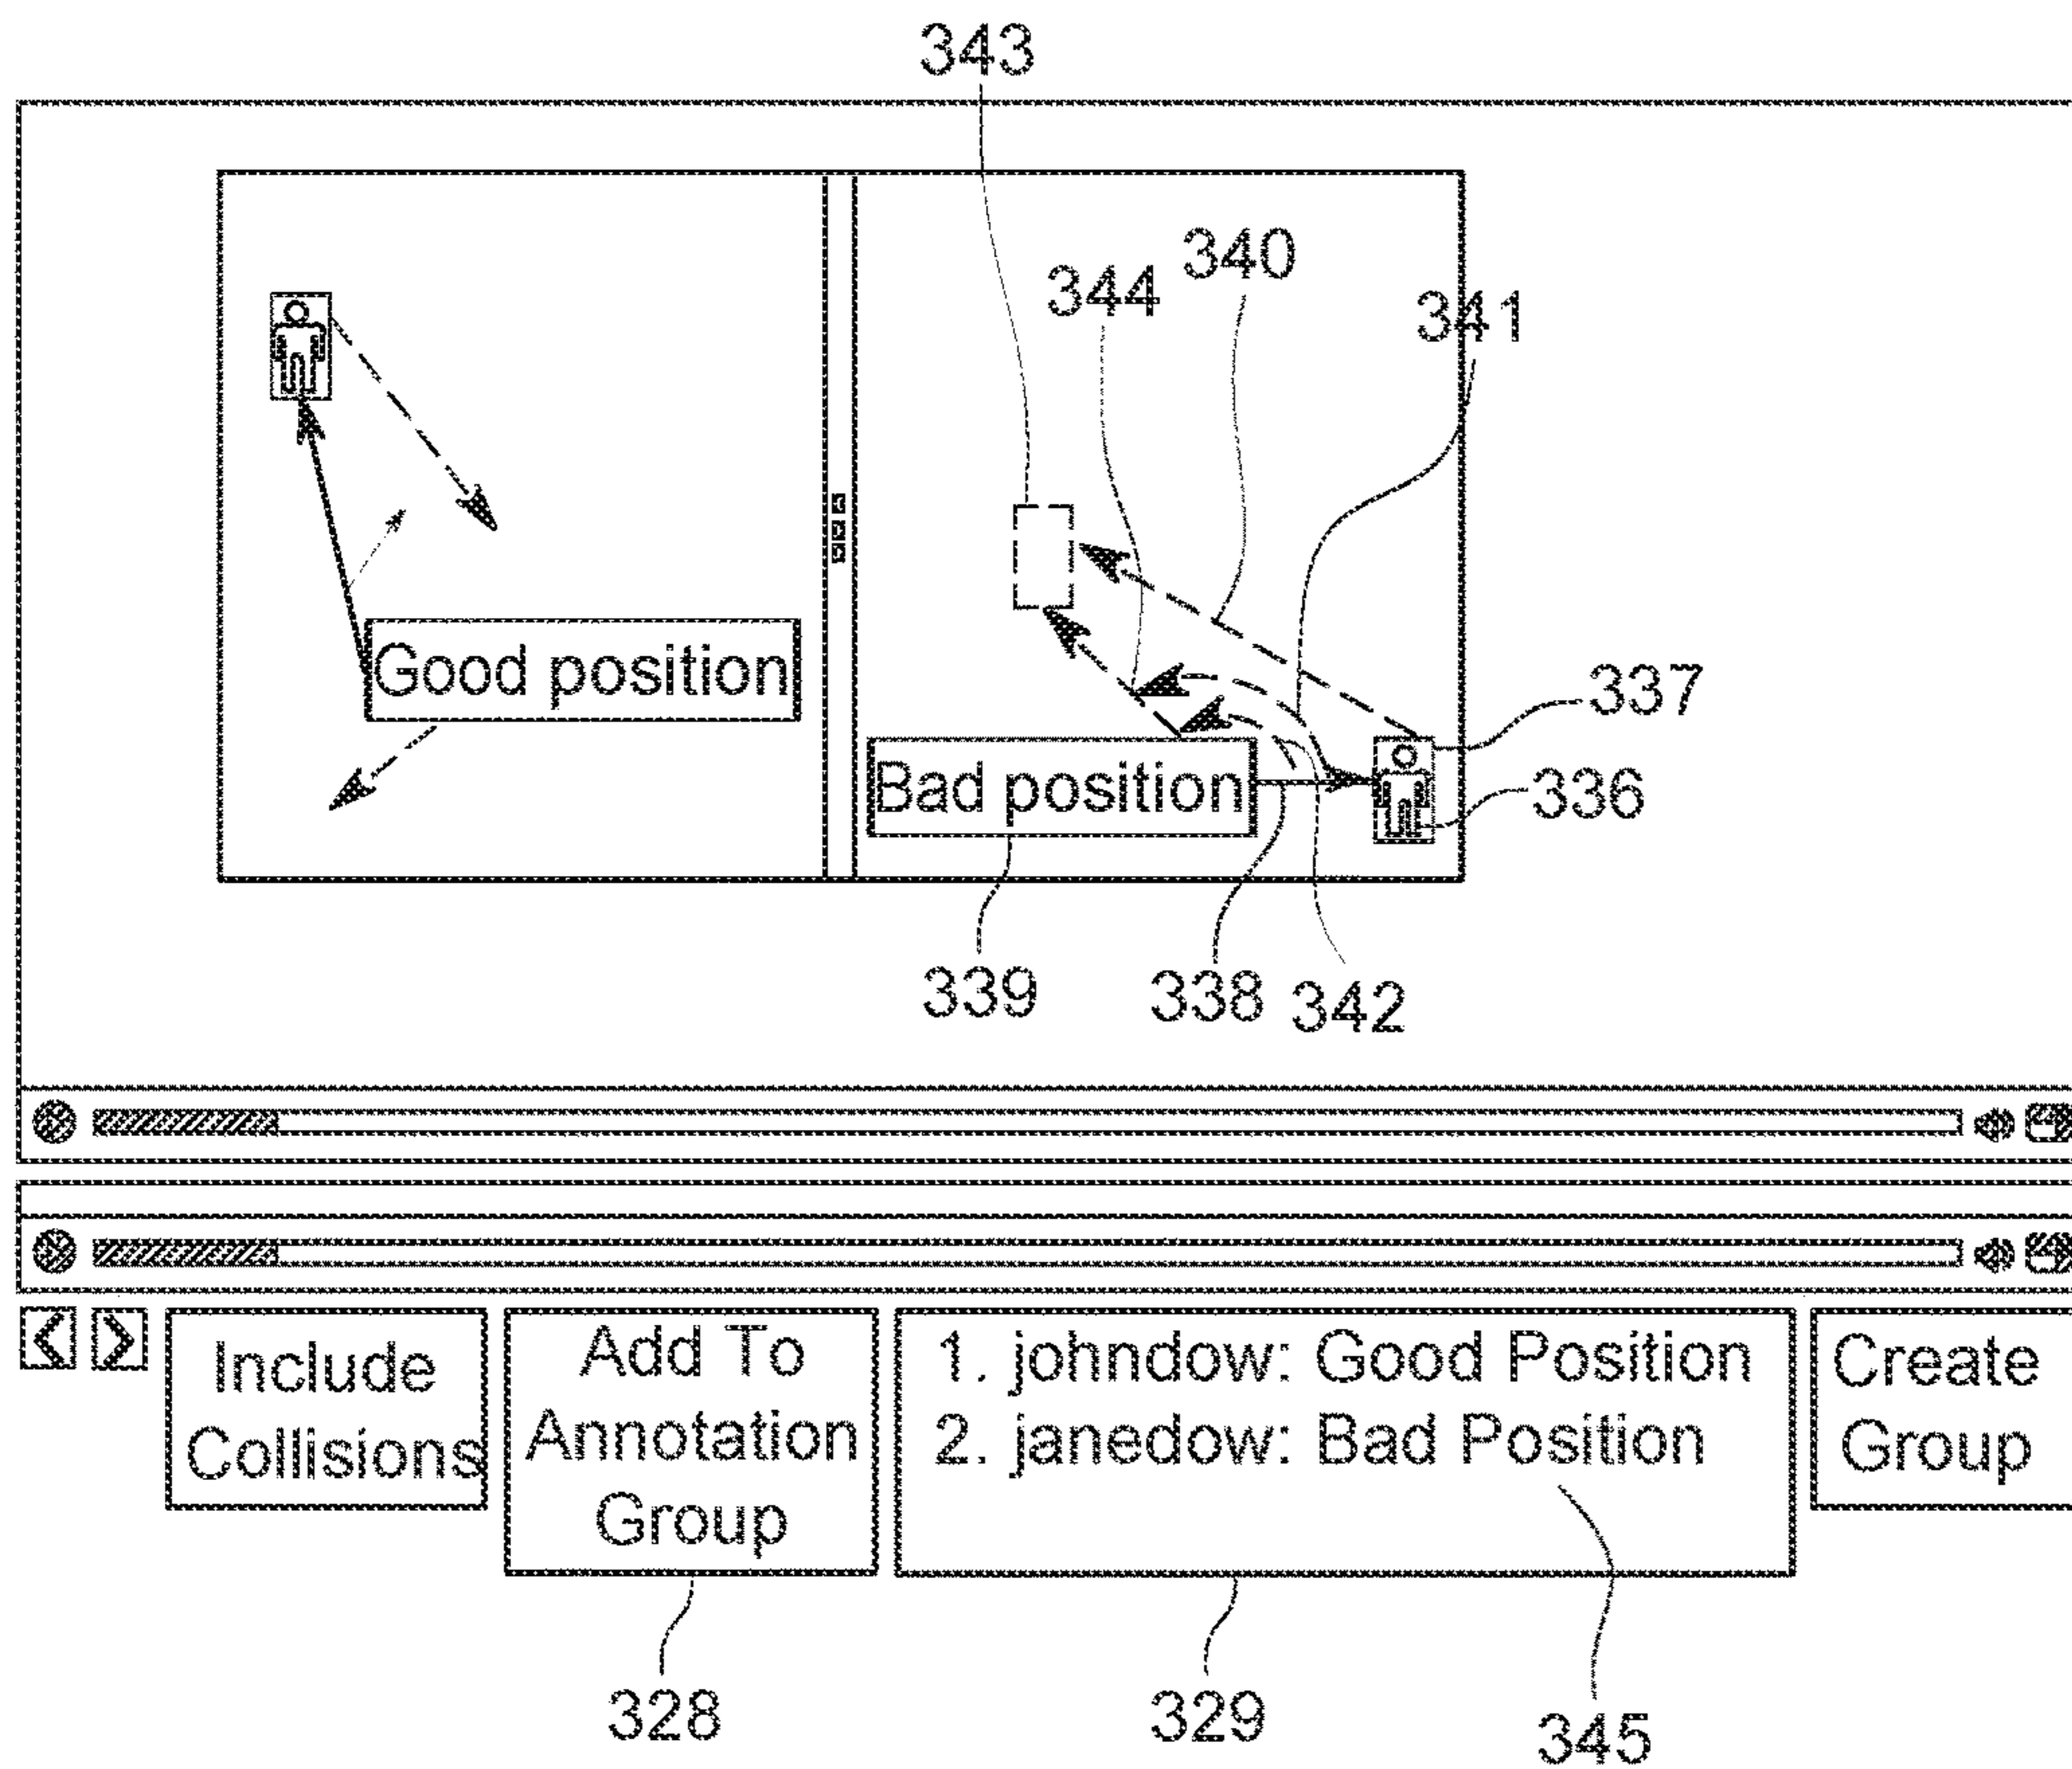 343
340
344
341
Good position
337
Bad position
336
339
338
342
Include
Collisions
Add To
Annotation
Group
1. johndow: Good Position
2. janedow: Bad Position
Create
Group
328
329
345